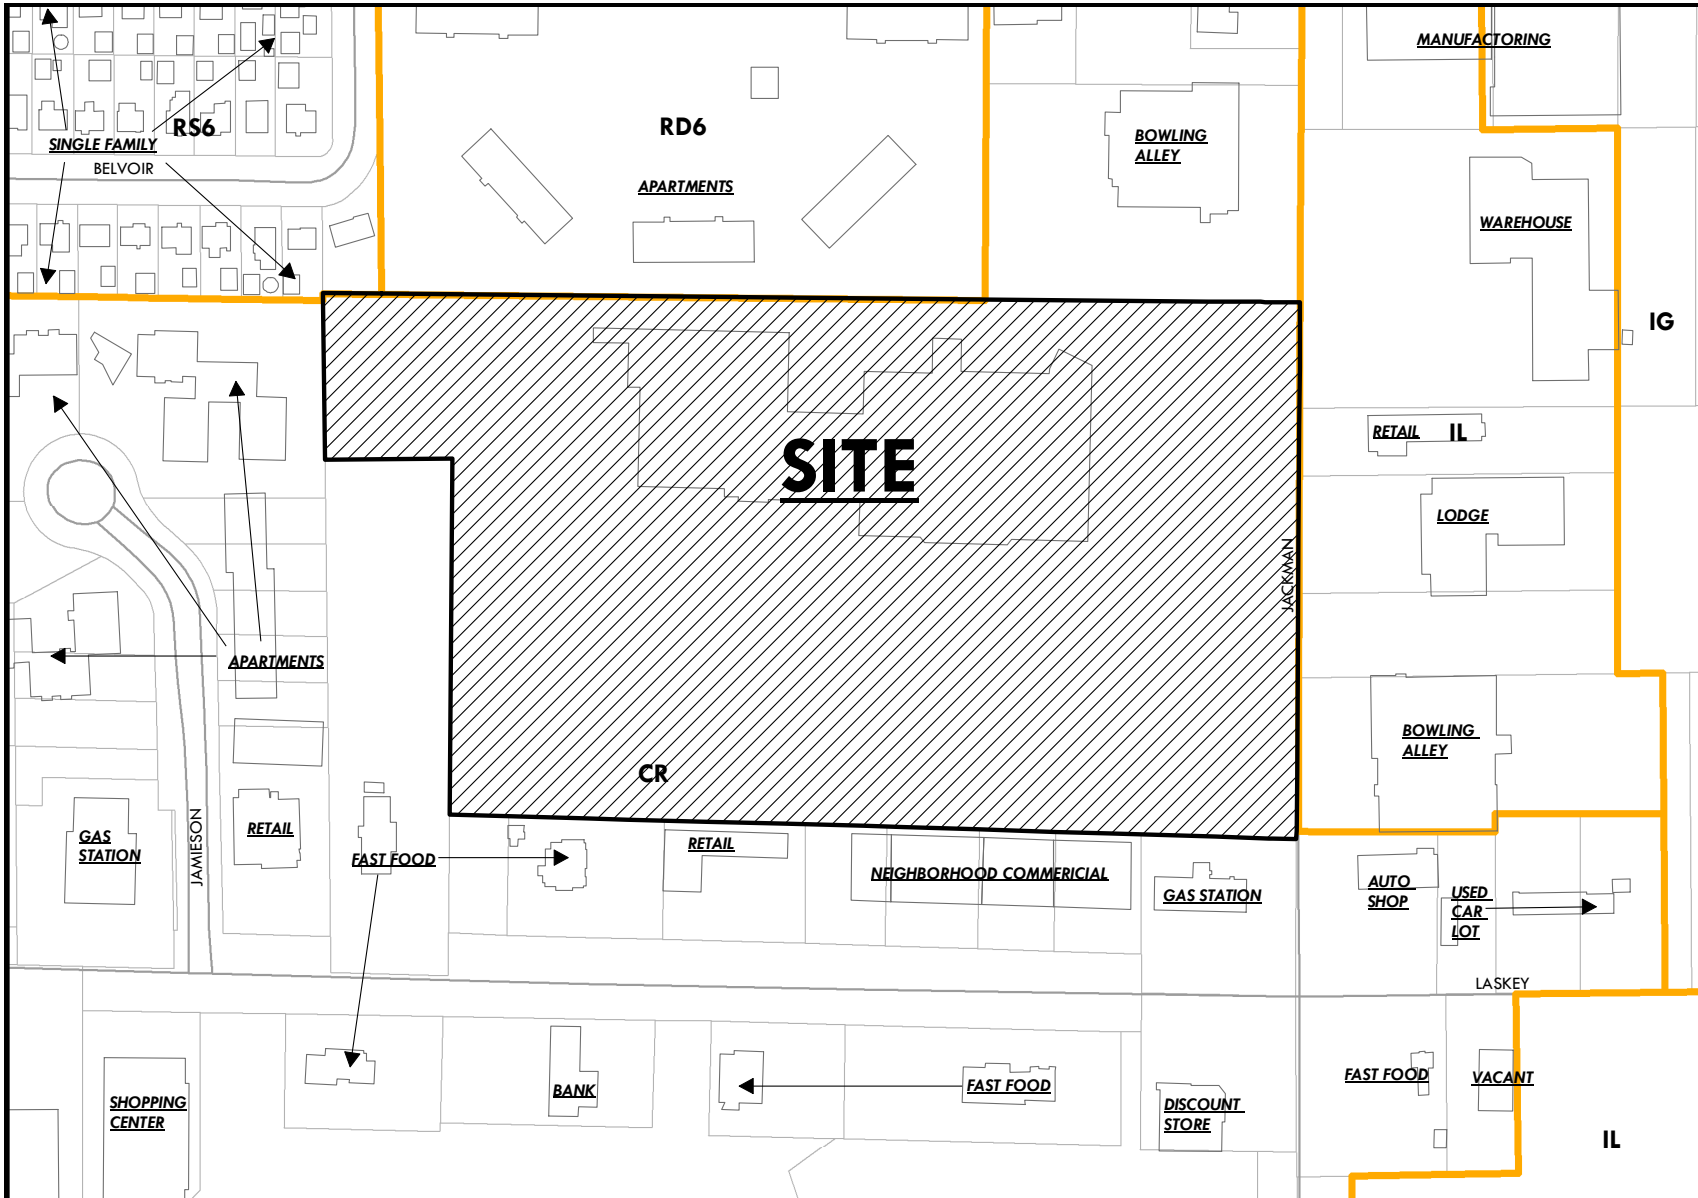 MANUFACTORING
RS6
RD6
SINGLE FAMILY
BELVOIR
BOWLING
ALLEY
APARTMENTS
WAREHOUSE
IG
RETAIL
IL
SITE
LODGE
JACKMAN
APARTMENTS
BOWLING
ALLEY
CR
GAS
STATION
JAMIESON
RETAIL
FAST FOOD
RETAIL
NEIGHBORHOOD COMMERICIAL
GAS STATION
AUTO
SHOP
USED
CAR
LOT
LASKEY
SHOPPING
CENTER
BANK
FAST FOOD
DISCOUNT
STORE
FAST FOOD
VACANT
IL